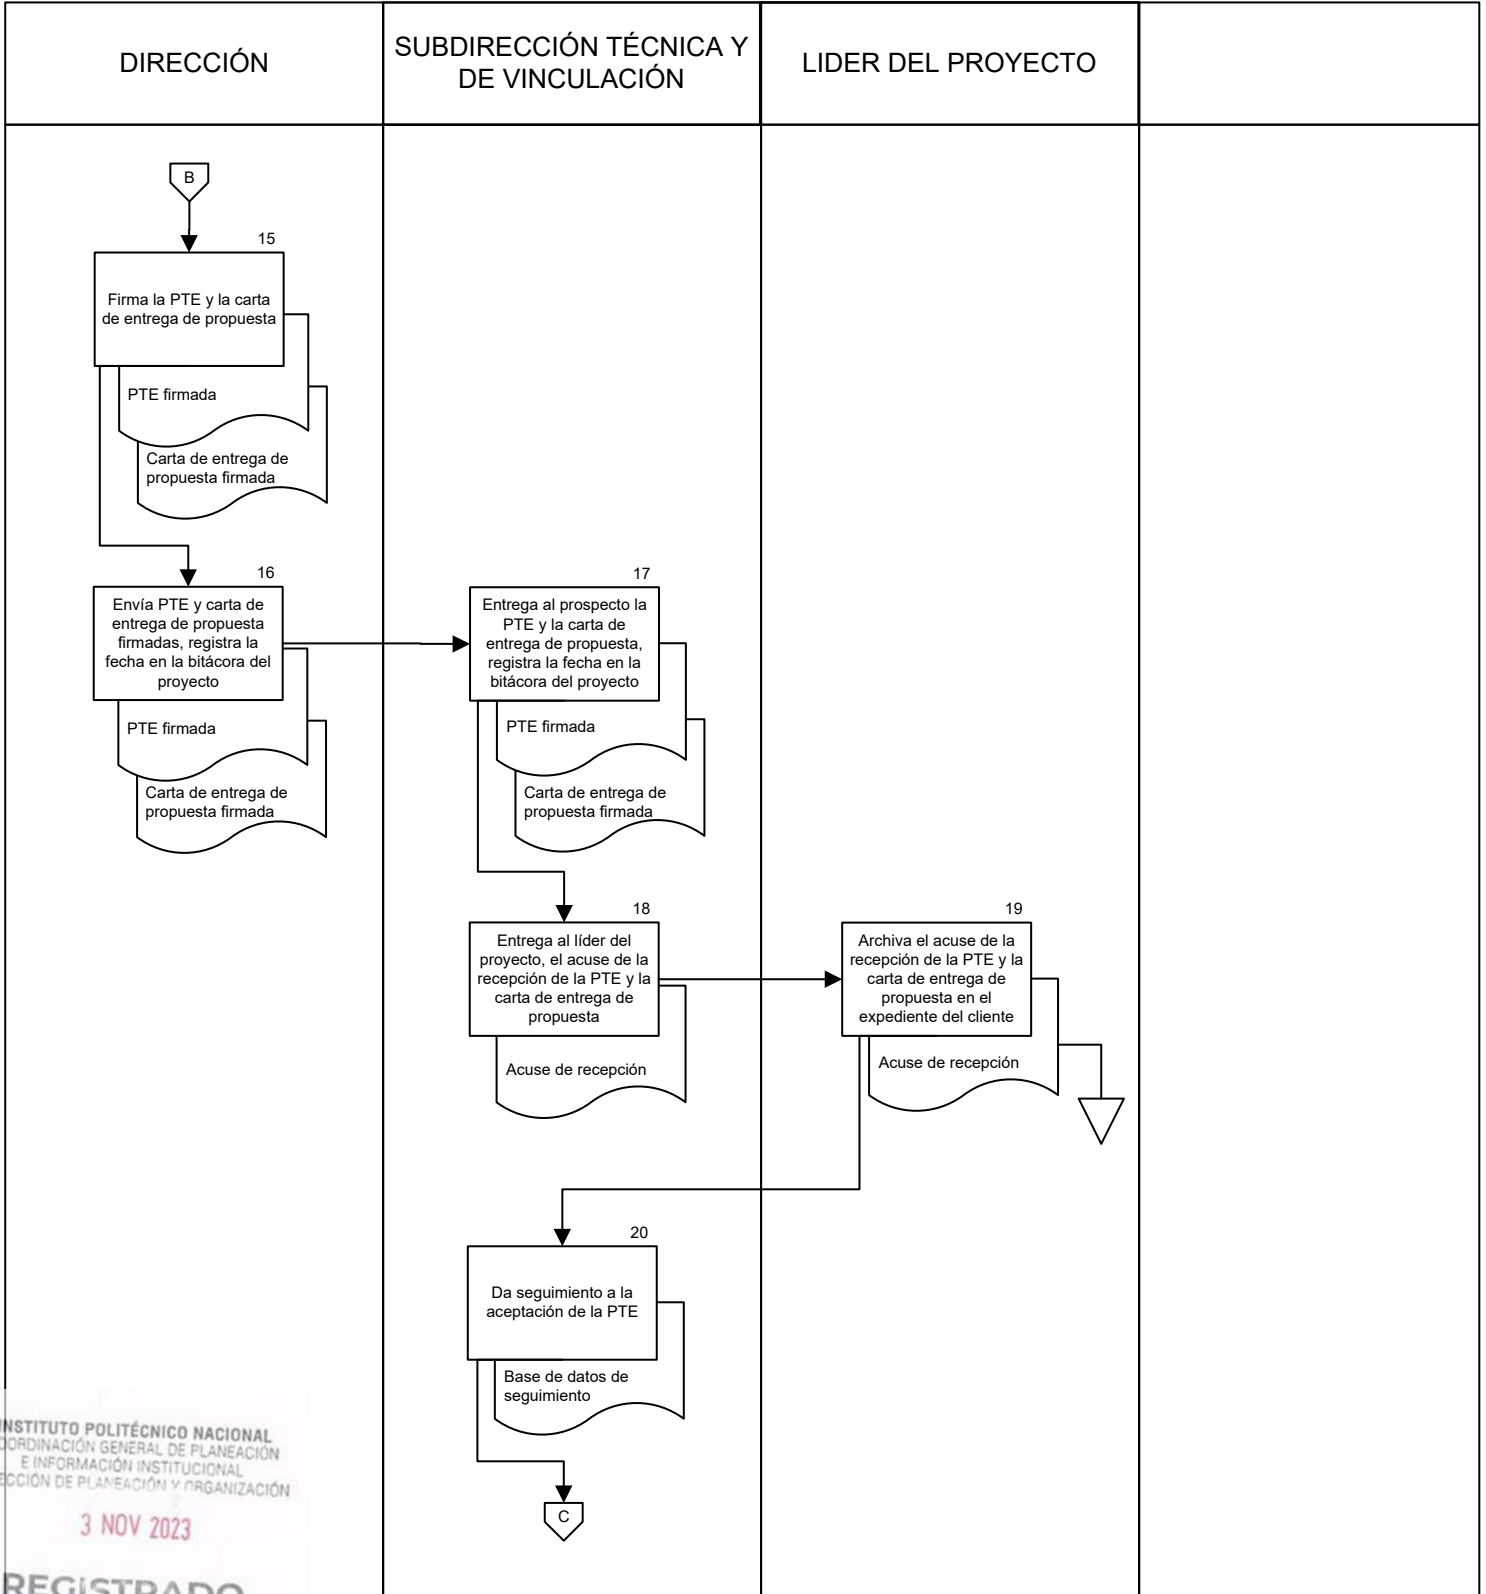 DIRECCIÓN
SUBDIRECCIÓN TÉCNICA Y
DE VINCULACIÓN
LIDER DEL PROYECTO
B
15
Firma la PTE y la carta
de entrega de propuesta
PTE firmada
Carta de entrega de
propuesta firmada
16
Envía PTE y carta de
entrega de propuesta
firmadas, registra la
fecha en la bitácora del
proyecto
PTE firmada
Carta de entrega de
propuesta firmada
17
Entrega al prospecto la
PTE y la carta de
entrega de propuesta,
registra la fecha en la
bitácora del proyecto
PTE firmada
Carta de entrega de
propuesta firmada
18
Entrega al líder del
proyecto, el acuse de la
recepción de la PTE y la
carta de entrega de
propuesta
Acuse de recepción
19
Archiva el acuse de la
recepción de la PTE y la
carta de entrega de
propuesta en el
expediente del cliente
Acuse de recepción
20
Da seguimiento a la
aceptación de la PTE
Base de datos de
seguimiento
C
NSTITUTO POLITÉCNICO NACIONAL
OORDINACIÓN GENERAL DE PLANEACIÓN
E INFORMACIÓN INSTITUCIONAL
ECCIÓN DE PLANEACIÓN Y ORGANIZACIÓN
3 NOV 2023
REGISTRADO